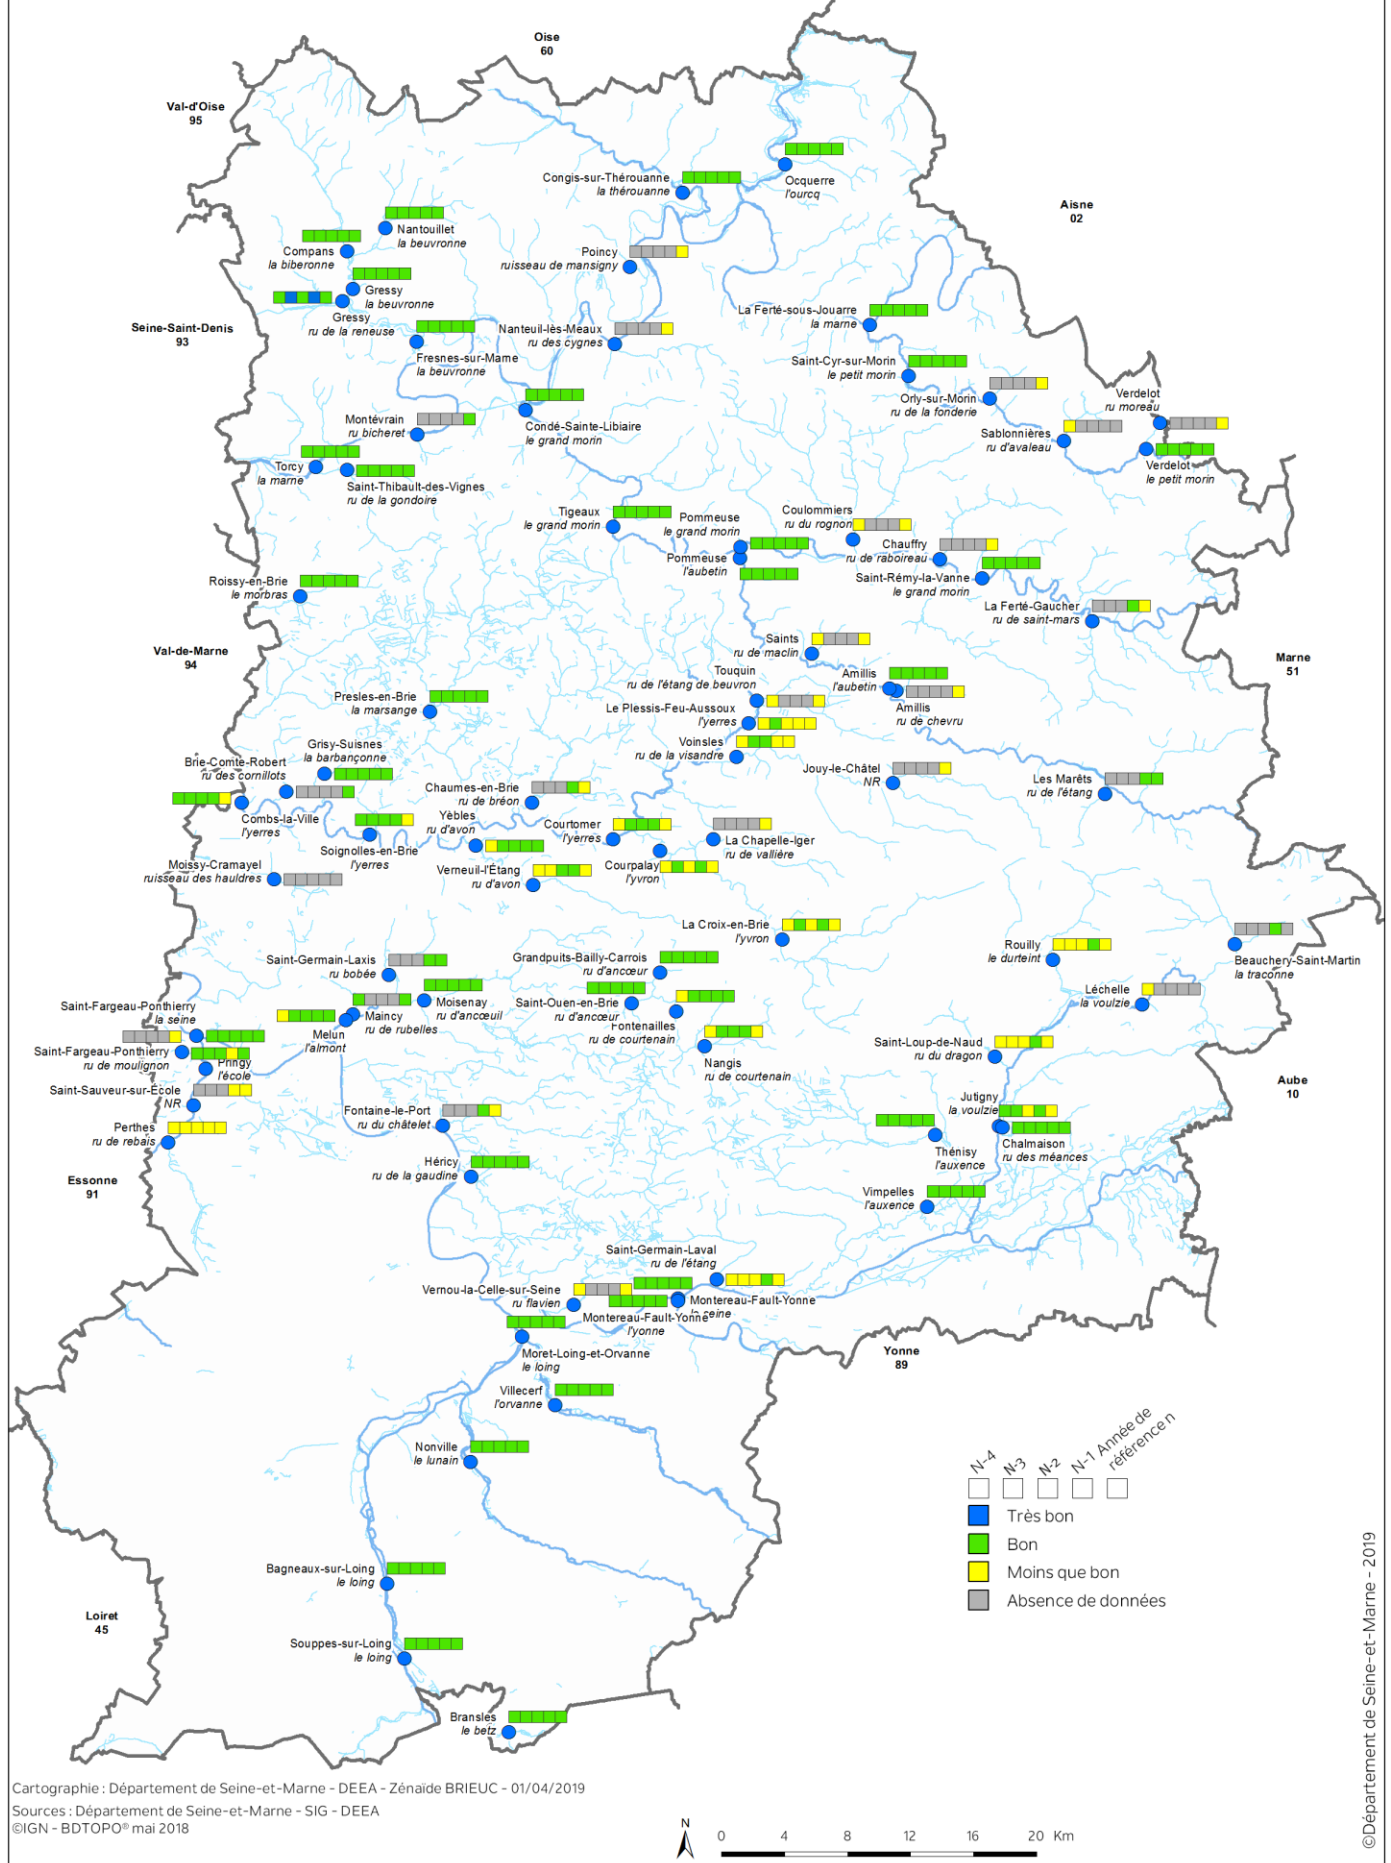 Oise
60
Val-d'Oise
95
Ocquerre
l'ourcq
Congis-sur-Thérouanne
la thérouanne
Aisne
02
Nantouillet
la beuvronne
Compans
la biberonne
Poincy
ruisseau de mansigny
Gressy
la beuvronne
Gressy
ru de la reneuse
Seine-Saint-Denis
93
La Ferté-sous-Jouarre
la marne
Nanteuil-lès-Meaux
ru des cygnes
Fresnes-sur-Marne
la beuvronne
Saint-Cyr-sur-Morin
le petit morin
Orly-sur-Morin
ru de la fonderie
Verdelot
ru moreau
Montévrain
ru bicheret
Condé-Sainte-Libiaire
le grand morin
Sablonnières
ru d'avaleau
Verdelot
le petit morin
Torcy
la marne
Saint-Thibault-des-Vignes
ru de la gondoire
Tigeaux
le grand morin
Pommeuse
le grand morin
Coulommiers
ru du rognon
Pommeuse
l'aubetin
Chauffry
ru de raboireau
Saint-Rémy-la-Vanne
le grand morin
Roissy-en-Brie
le morbras
La Ferté-Gaucher
ru de saint-mars
Val-de-Marne
94
Saints
ru de maclin
Marne
51
Touquin
ru de l'étang de beuvron
Amillis
l'aubetin
Amillis
ru de chevru
Presles-en-Brie
la marsange
Le Plessis-Feu-Aussoux
l'yerres
Voinsles
ru de la visandre
Grisy-Suisnes
la barbançonne
Brie-Comte-Robert
ru des cornillots
Jouy-le-Châtel
NR
Les Marêts
ru de l'étang
Chaumes-en-Brie
ru de bréon
Combs-la-Ville
l'yerres
Yèbles
ru d'avon
Courtomer
l'yerres
La Chapelle-Iger
ru de vallière
Soignolles-en-Brie
l'yerres
Moissy-Cramayel
ruisseau des hauldres
Verneuil-l'Étang
ru d'avon
Courpalay
l'yvron
La Croix-en-Brie
l'yvron
Rouilly
le durteint
Beauchery-Saint-Martin
la traconne
Saint-Germain-Laxis
ru bobée
Grandpuits-Bailly-Carrois
ru d'ancœur
Léchelle
la voulzie
Saint-Fargeau-Ponthierry
la seine
Moisenay
ru d'ancœuil
Saint-Ouen-en-Brie
ru d'ancœur
Maincy
ru de rubelles
Melun
l'almont
Fontenailles
ru de courtenain
Saint-Fargeau-Ponthierry
ru de moulignon
Pringy
l'école
Nangis
ru de courtenain
Saint-Loup-de-Naud
ru du dragon
Saint-Sauveur-sur-École
NR
Aube
10
Jutigny
la voulzie
Fontaine-le-Port
ru du châtelet
Perthes
ru de rebais
Chalmaison
ru des méances
Thénisy
l'auxence
Héricy
ru de la gaudine
Essonne
91
Vimpelles
l'auxence
Saint-Germain-Laval
ru de l'étang
Vernou-la-Celle-sur-Seine
ru flavien
Montereau-Fault-Yonne
la seine
Montereau-Fault-Yonne
l'yonne
Moret-Loing-et-Orvanne
le loing
Yonne
89
Villecerf
l'orvanne
Nonville
le lunain
N-4
N-3
N-2
N-1
Année de
référence n
Très bon
Bon
Moins que bon
Absence de données
Bagneaux-sur-Loing
le loing
Loiret
45
Souppes-sur-Loing
le loing
Bransles
le betz
Cartographie : Département de Seine-et-Marne - DEEA - Zénaïde BRIEUC - 01/04/2019
Sources : Département de Seine-et-Marne - SIG - DEEA
©IGN - BDTOPO® mai 2018
N
0 4 8 12 16 20 Km
©Département de Seine-et-Marne - 2019